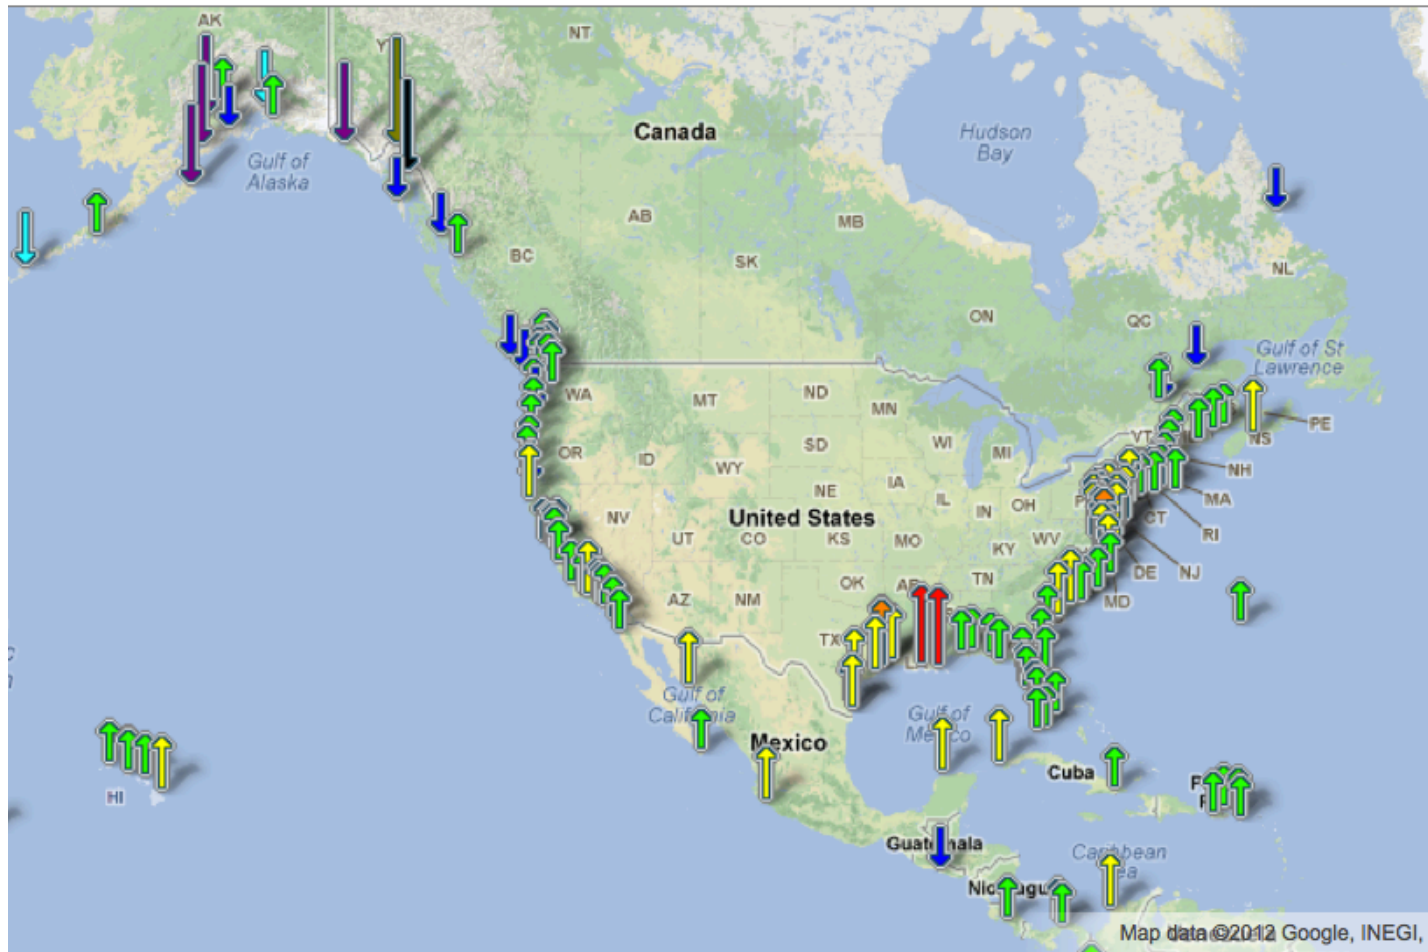 AK
NT
Canada
Hudson
Bay
Gulf of
Alaska
AB
MB
BC
SK
NL
ON
QC
Gulf of St
Lawrence
WA
MT
ND
MN
PE
OR
ID
SD
WI
MI
VT
NS
WY
NH
IA
NE
MA
NV
United States
IL
IN
OH
CT
RI
UT
CO
KS
MO
KY
WV
OK
TN
DE
NJ
AZ
NM
MD
TX
Gulf of
California
Gulf of
Mexico
Mexico
Cuba
HI
Guatemala
Caribbean
Sea
Map data ©2012 Google, INEGI,